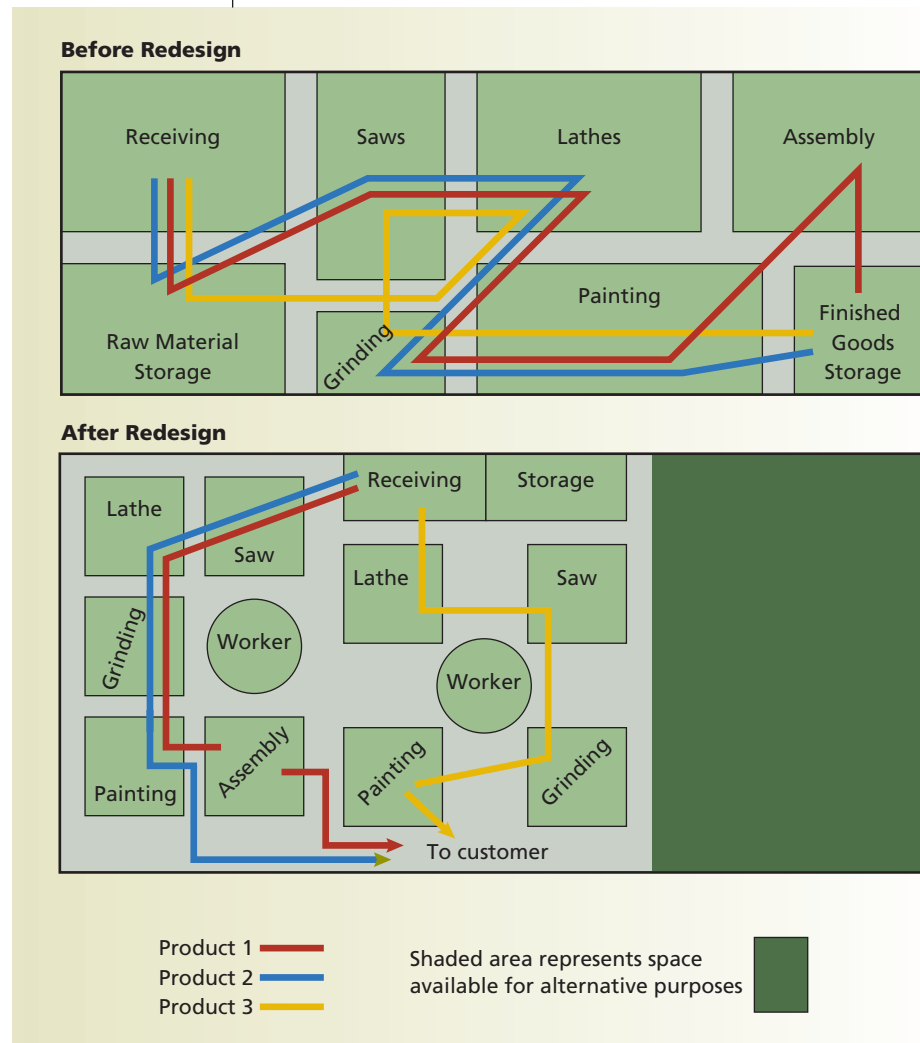 Before Redesign
Receiving
Saws
Lathes
Assembly
Raw Material
Storage
Grinding
Painting
Finished
Goods
Storage
After Redesign
Lathe
Saw
Receiving
Storage
Lathe
Saw
Grinding
Worker
Worker
Painting
Assembly
Painting
Grinding
To customer
Product 1
Product 2
Product 3
Shaded area represents space
available for alternative purposes